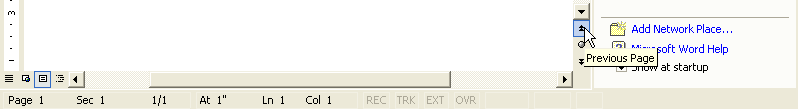 Add Network Place...
Microsoft Word Help
Previous Page
Show at startup
Page 1 Sec 1 1/1 At 1" Ln 1 Col 1 REC TRK EXT OVR